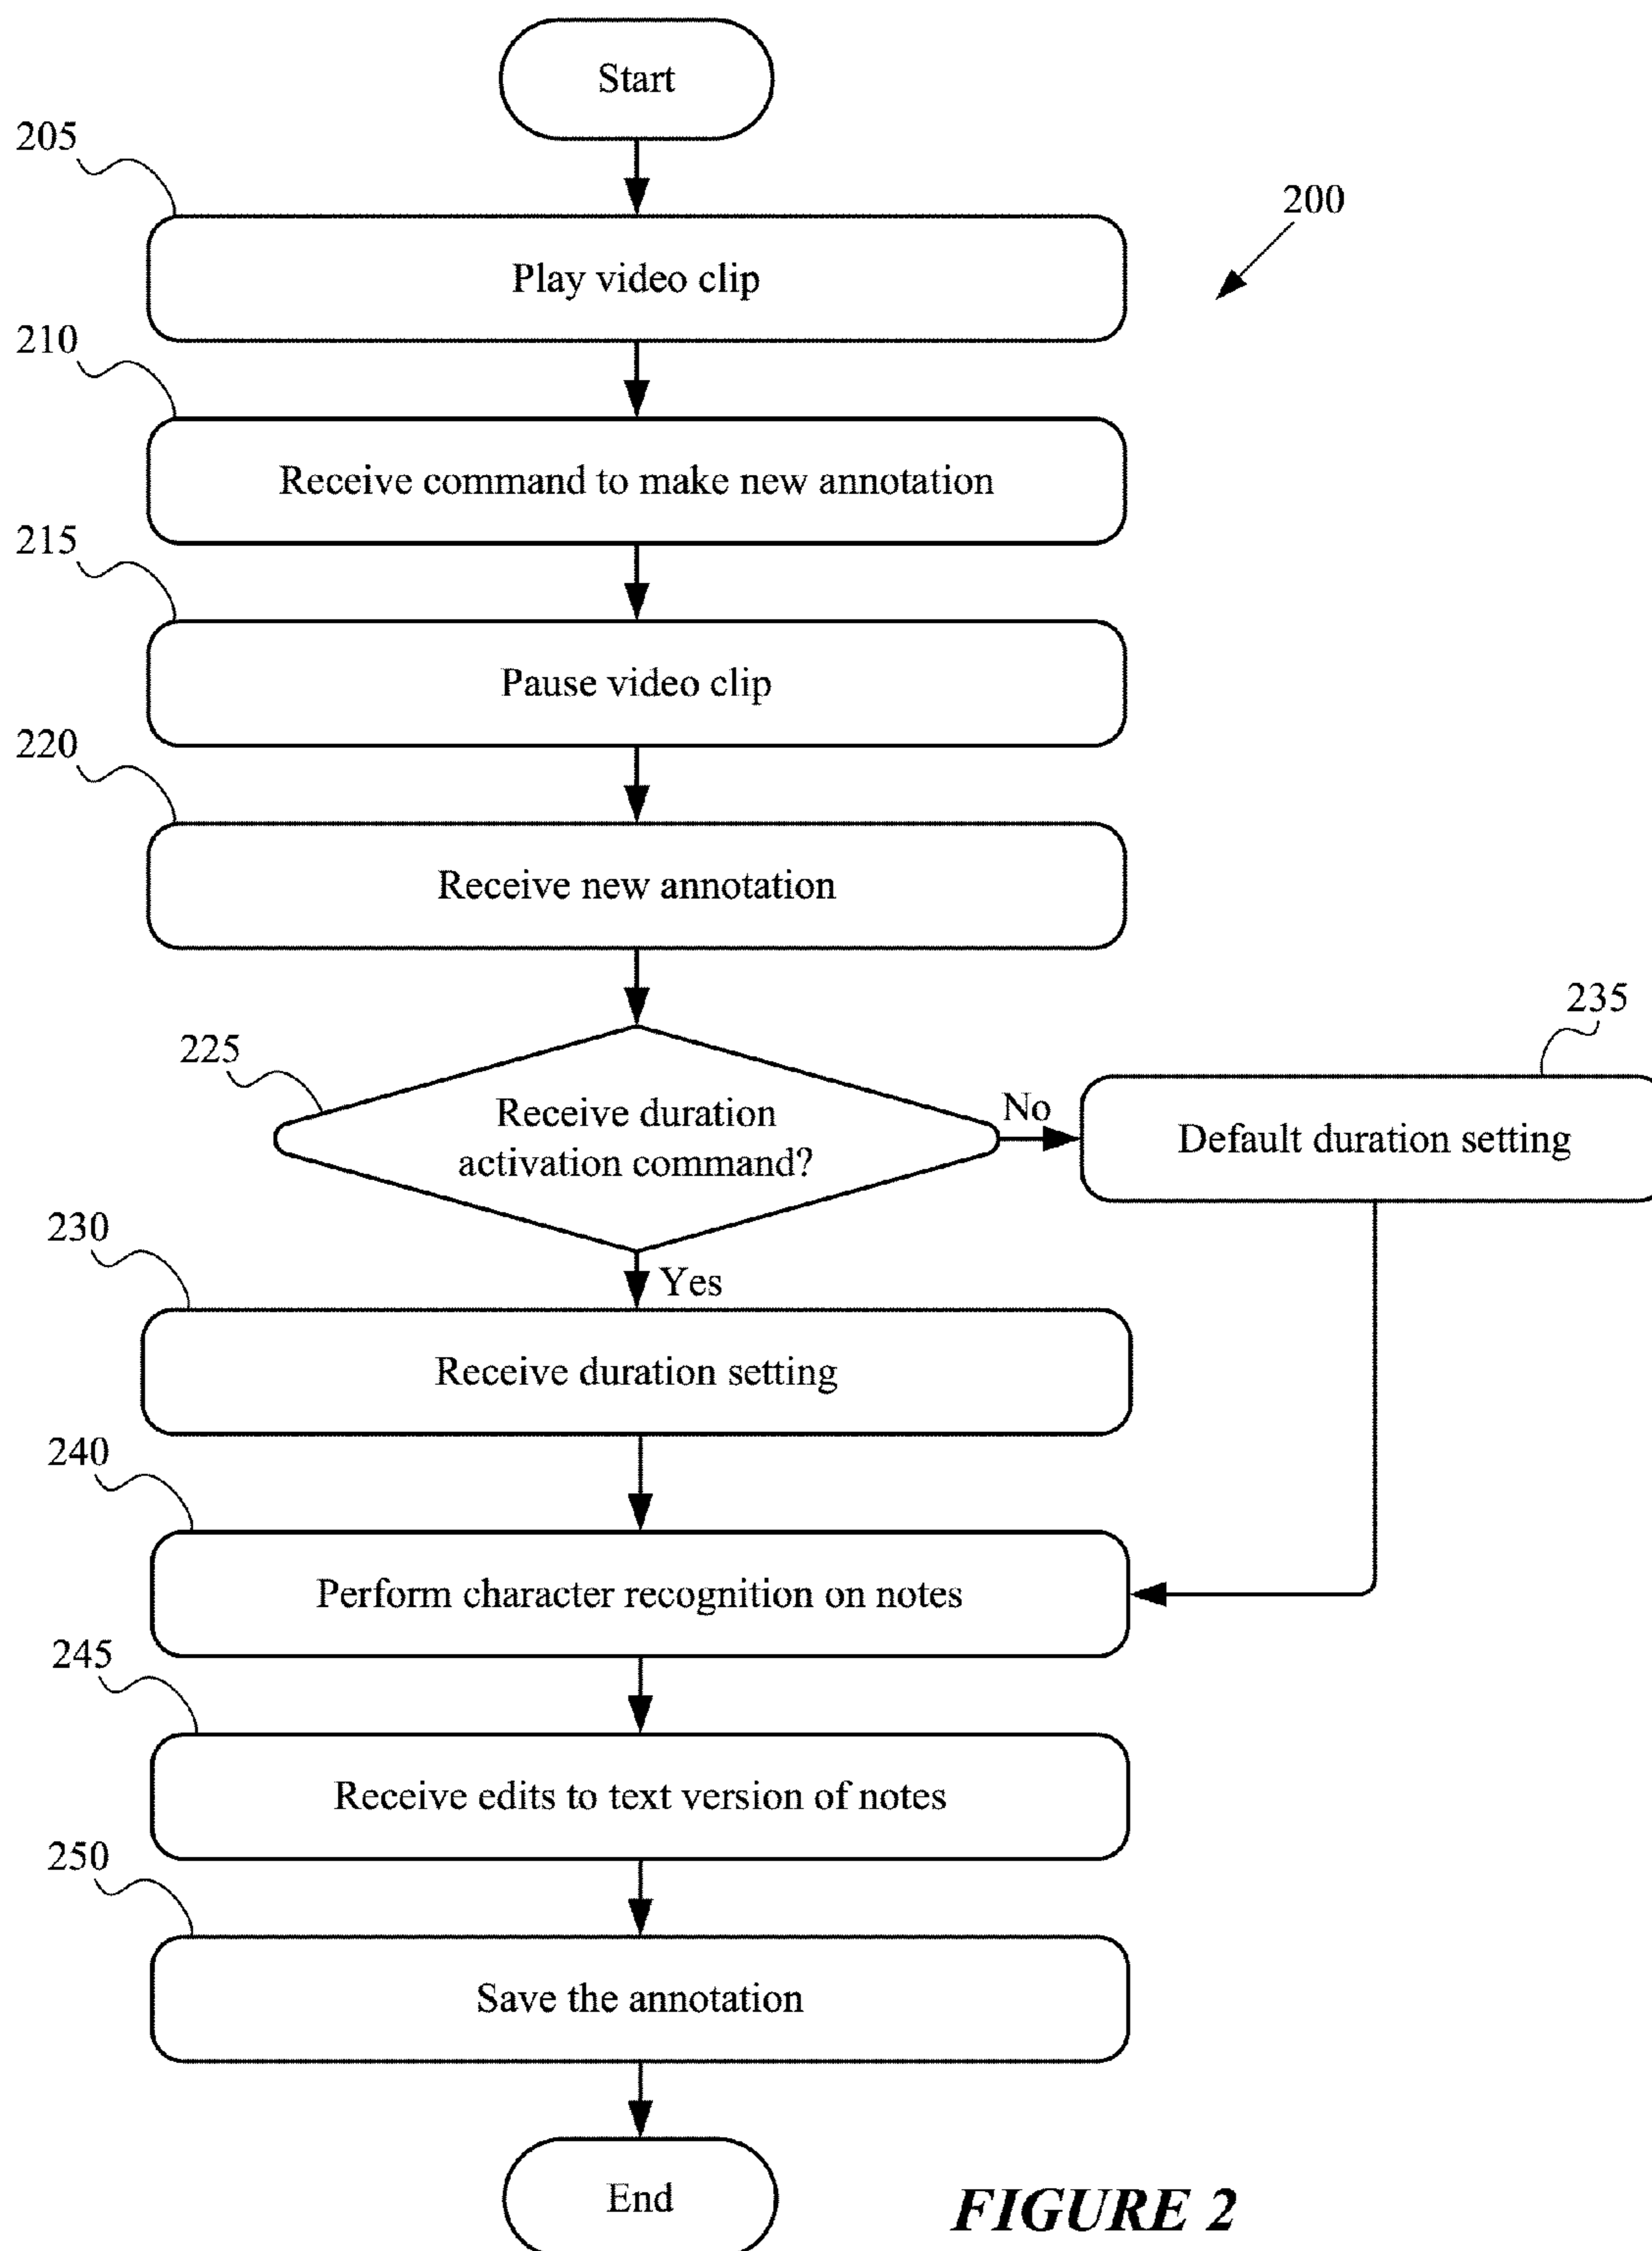 Start
205
200
Play video clip
210
Receive command to make new annotation
215
Pause video clip
220
Receive new annotation
235
225
Receive duration
activation command?
No
Default duration setting
230
Yes
Receive duration setting
240
Perform character recognition on notes
245
Receive edits to text version of notes
250
Save the annotation
End
FIGURE 2